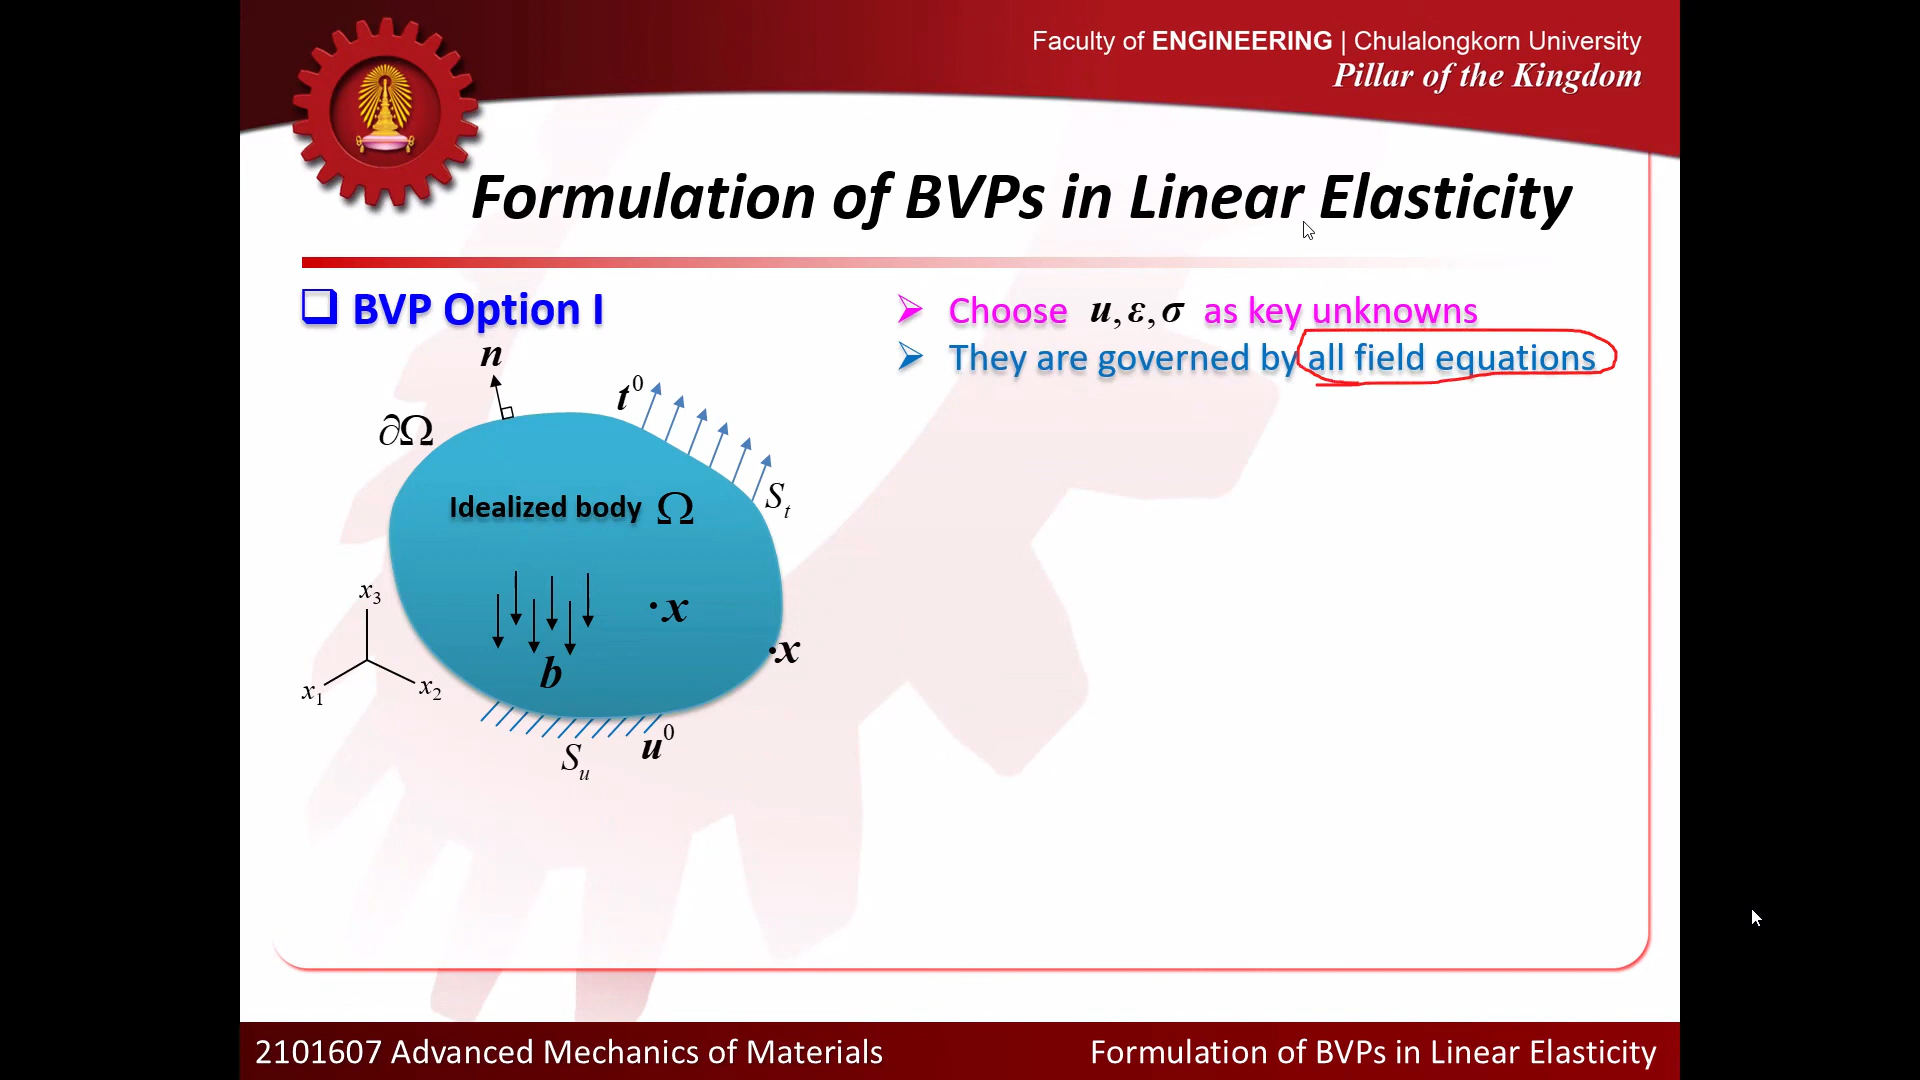 Faculty of ENGINEERING | Chulalongkorn University
Pillar of the Kingdom
Formulation of BVPs in Linear Elasticity
BVP Option I
Choose u, ε, σ as key unknowns
They are governed by all field equations
n
t⁰
∂Ω
Sₜ
Idealized body Ω
x₃
x
x
b
x₁
x₂
Sᵤ
u⁰
2101607 Advanced Mechanics of Materials
Formulation of BVPs in Linear Elasticity